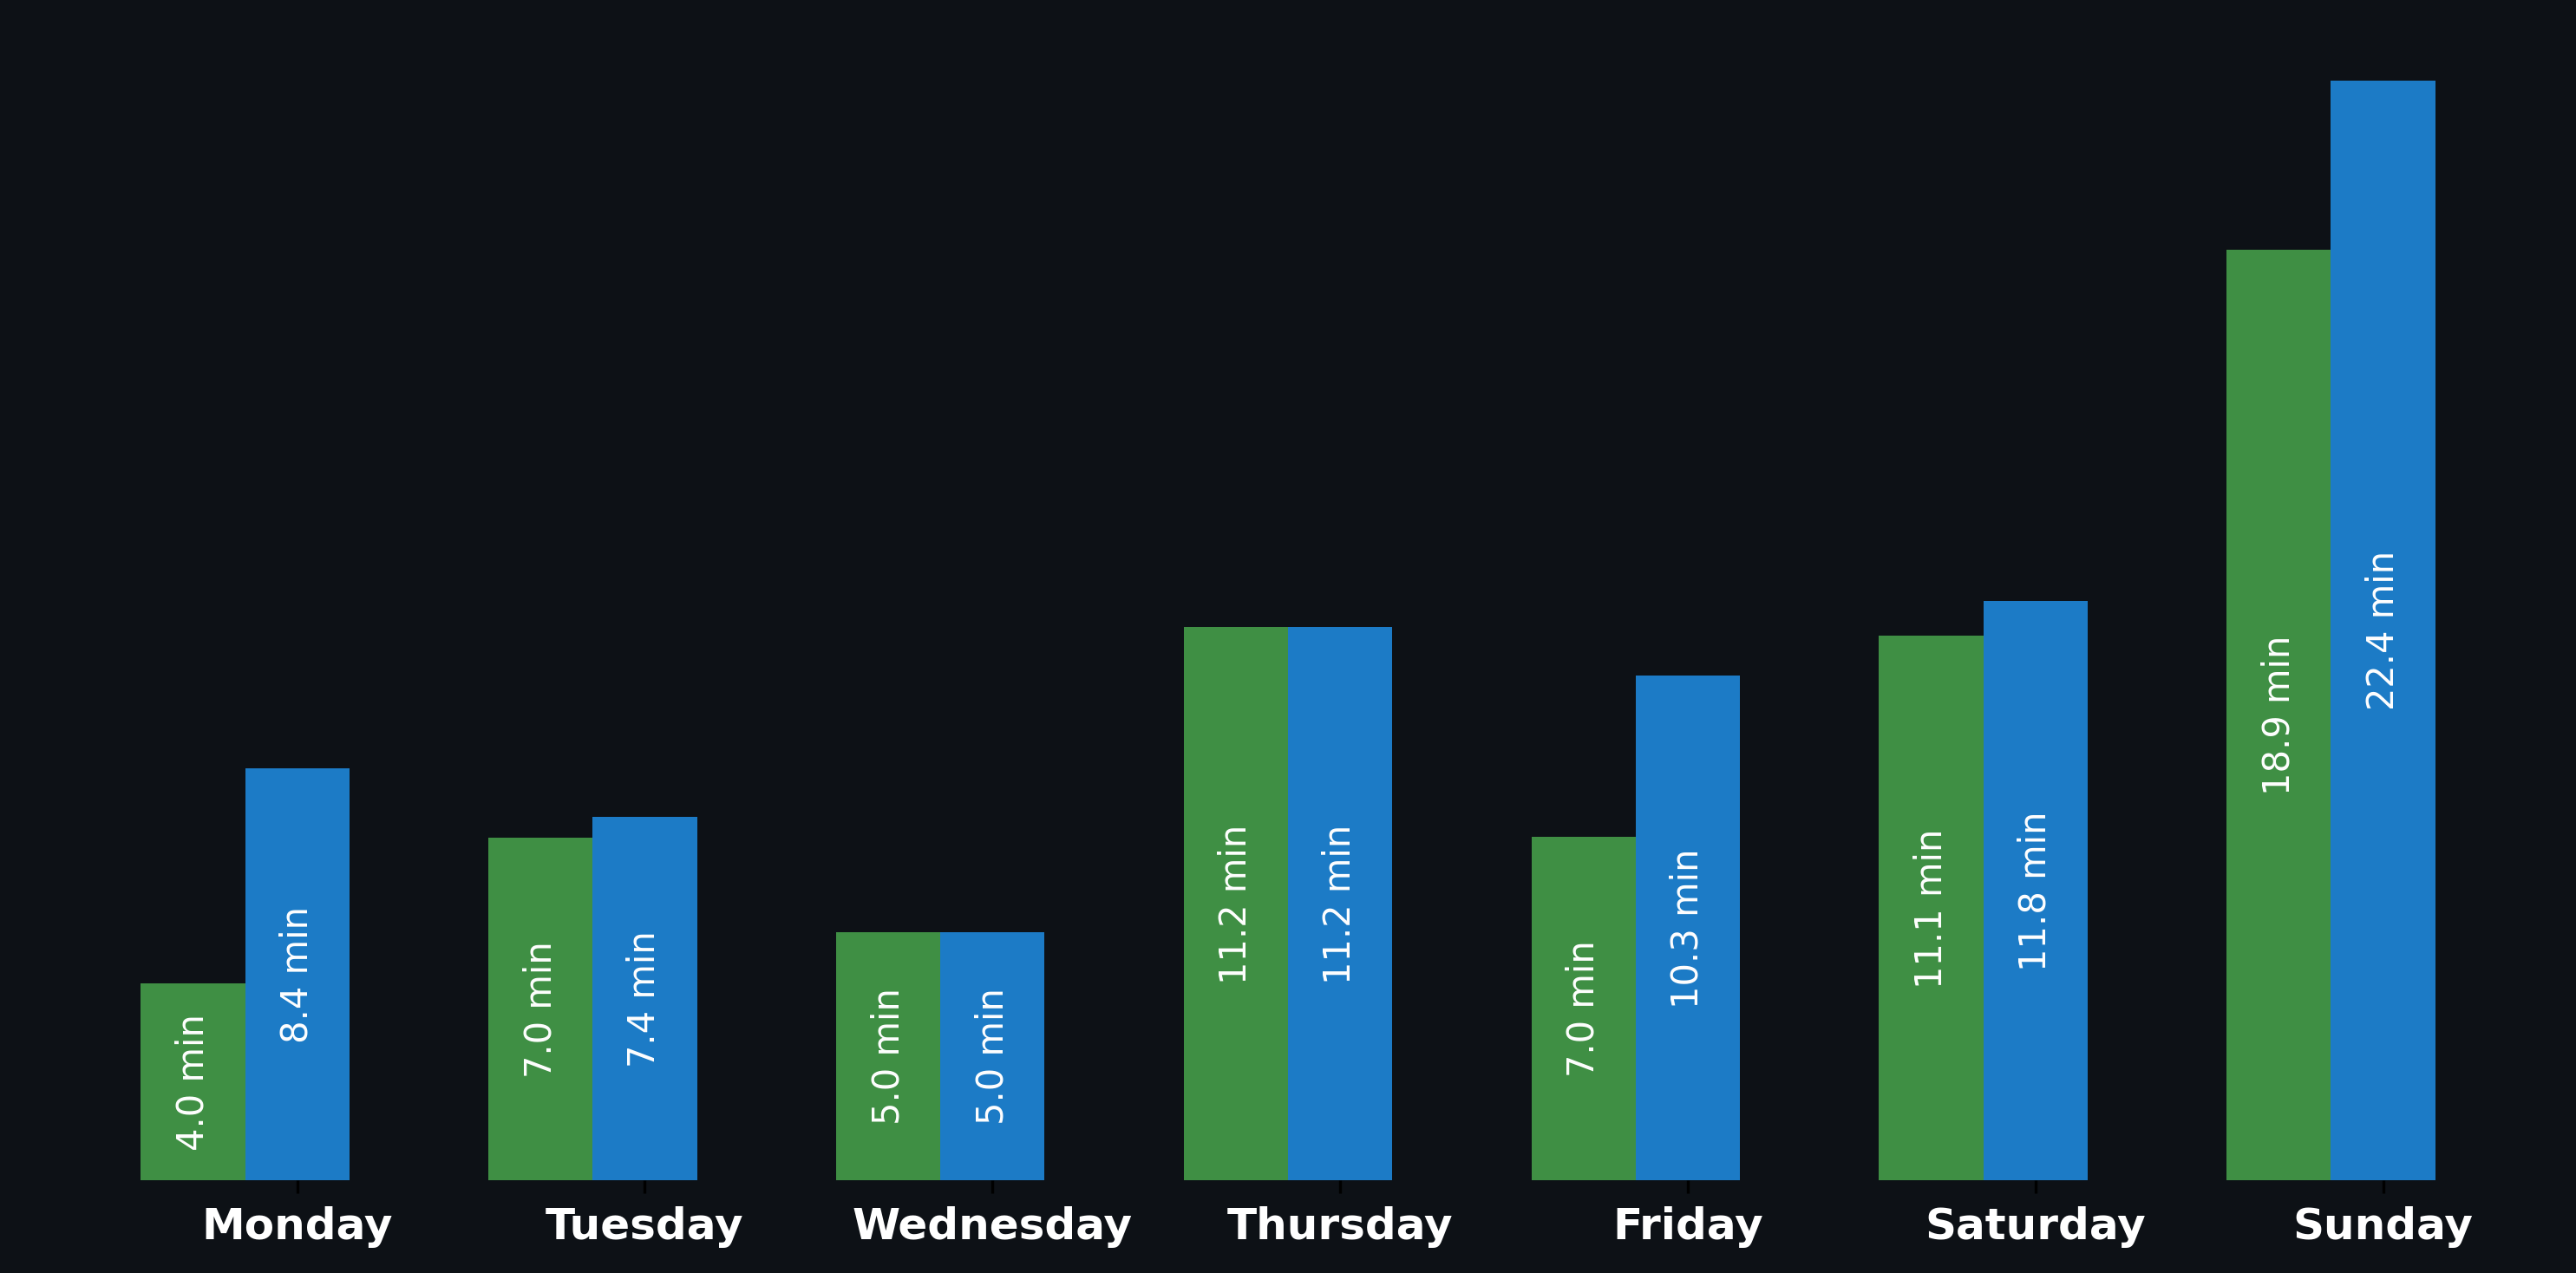 4.0 min
8.4 min
7.0 min
7.4 min
5.0 min
5.0 min
11.2 min
11.2 min
7.0 min
10.3 min
11.1 min
11.8 min
18.9 min
22.4 min
Monday
Tuesday
Wednesday
Thursday
Friday
Saturday
Sunday